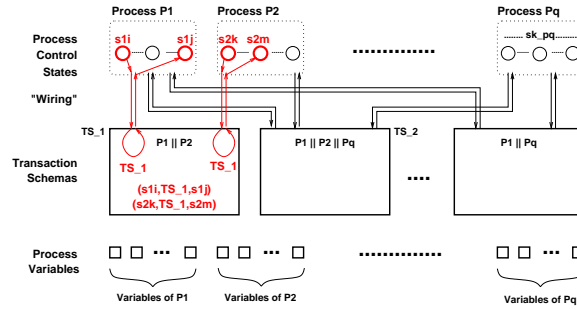 Process P1 Process P2 Process Pq
Process Control States
s1i s1j s2k s2m sk_pq
"Wiring"
TS_1 P1 || P2 P1 || P2 || Pq TS_2 P1 || Pq
Transaction Schemas
TS_1 TS_1
(s1i,TS_1,s1j)
(s2k,TS_1,s2m)
Process Variables
Variables of P1 Variables of P2 Variables of Pq